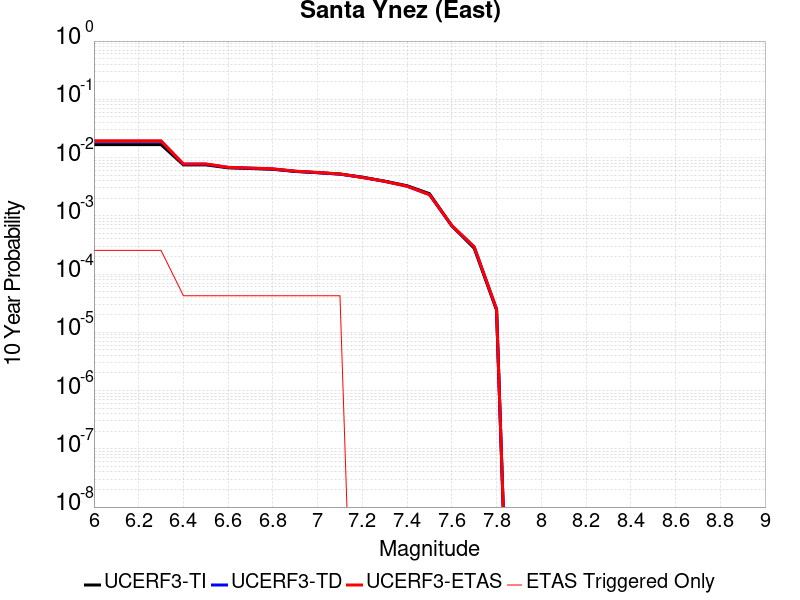 Santa Ynez (East)
10 Year Probability
10^0
10^-1
10^-2
10^-3
10^-4
10^-5
10^-6
10^-7
10^-8
6 6.2 6.4 6.6 6.8 7 7.2 7.4 7.6 7.8 8 8.2 8.4 8.6 8.8 9
Magnitude
UCERF3-TI UCERF3-TD UCERF3-ETAS ETAS Triggered Only